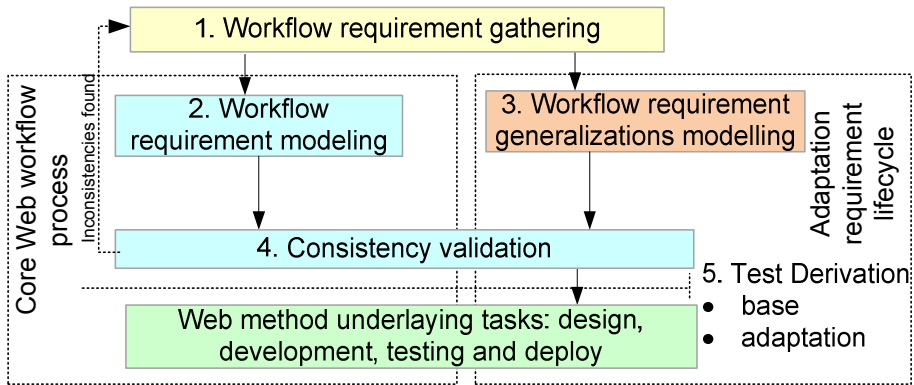 1. Workflow requirement gathering
Inconsistencies found
Core Web workflow
process
2. Workflow
requirement modeling
3. Workflow requirement
generalizations modelling
Adaptation
requirement
lifecycle
4. Consistency validation
5. Test Derivation
• base
• adaptation
Web method underlaying tasks: design,
development, testing and deploy